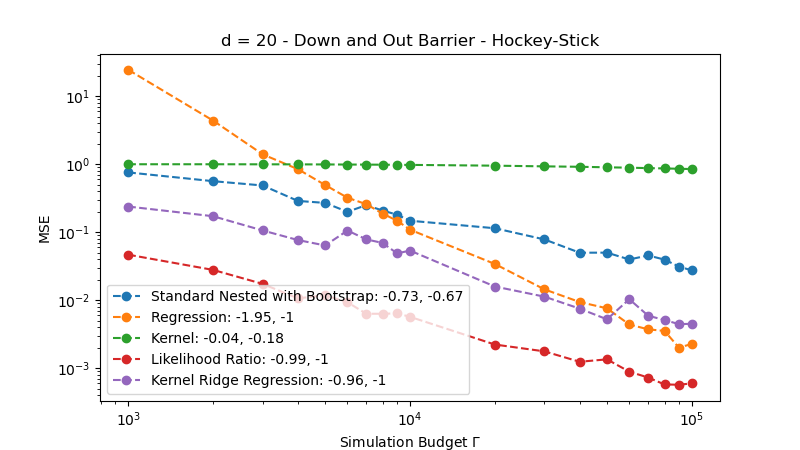 d = 20 - Down and Out Barrier - Hockey-Stick
MSE
10¹
10⁰
10⁻¹
10⁻²
10⁻³
Standard Nested with Bootstrap: -0.73, -0.67
Regression: -1.95, -1
Kernel: -0.04, -0.18
Likelihood Ratio: -0.99, -1
Kernel Ridge Regression: -0.96, -1
10³
10⁴
10⁵
Simulation Budget Γ